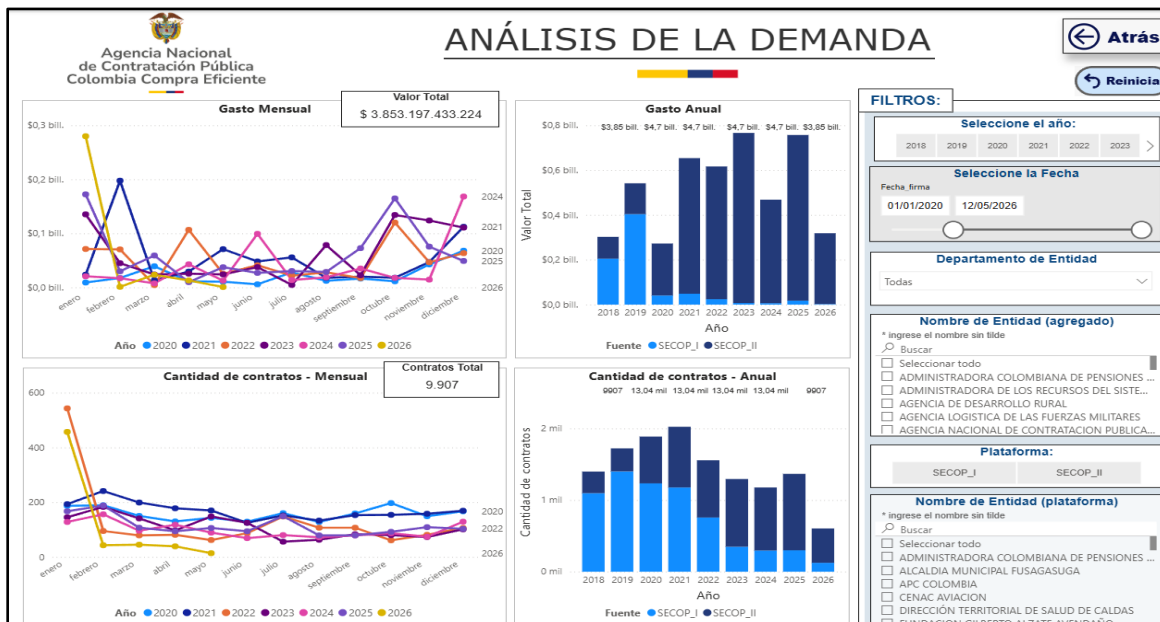 Agencia Nacional
de Contratación Pública
Colombia Compra Eficiente
ANÁLISIS DE LA DEMANDA
Atrás
Reinicia
Gasto Mensual
Valor Total
$ 3.853.197.433.224
$0,3 bill.
$0,2 bill.
$0,1 bill.
$0,0 bill.
2024
2021
2020
2025
2026
enero
febrero
marzo
abril
mayo
junio
julio
agosto
septiembre
octubre
noviembre
diciembre
Año 2020 2021 2022 2023 2024 2025 2026
Gasto Anual
$3,85 bill. $4,7 bill. $4,7 bill. $4,7 bill. $4,7 bill. $3,85 bill.
Valor Total
$0,8 bill.
$0,6 bill.
$0,4 bill.
$0,2 bill.
$0,0 bill.
2018 2019 2020 2021 2022 2023 2024 2025 2026
Año
Fuente SECOP_I SECOP_II
Cantidad de contratos - Mensual
Contratos Total
9.907
600
400
200
0
2020
2022
2026
enero
febrero
marzo
abril
mayo
junio
julio
agosto
septiembre
octubre
noviembre
diciembre
Año 2020 2021 2022 2023 2024 2025 2026
Cantidad de contratos - Anual
9907 13,04 mil 13,04 mil 13,04 mil 13,04 mil 9907
Cantidad de contratos
2 mil
1 mil
0 mil
2018 2019 2020 2021 2022 2023 2024 2025 2026
Año
Fuente SECOP_I SECOP_II
FILTROS:
Seleccione el año:
2018 2019 2020 2021 2022 2023
Seleccione la Fecha
Fecha_firma
01/01/2020 12/05/2026
Departamento de Entidad
Todas
Nombre de Entidad (agregado)
* ingrese el nombre sin tilde
Buscar
Seleccionar todo
ADMINISTRADORA COLOMBIANA DE PENSIONES ...
ADMINISTRADORA DE LOS RECURSOS DEL SISTE...
AGENCIA DE DESARROLLO RURAL
AGENCIA LOGISTICA DE LAS FUERZAS MILITARES
AGENCIA NACIONAL DE CONTRATACION PUBLICA...
Plataforma:
SECOP_I SECOP_II
Nombre de Entidad (plataforma)
* ingrese el nombre sin tilde
Buscar
Seleccionar todo
ADMINISTRADORA COLOMBIANA DE PENSIONES ...
ALCALDIA MUNICIPAL FUSAGASUGA
APC COLOMBIA
CENAC AVIACION
DIRECCIÓN TERRITORIAL DE SALUD DE CALDAS
FUNDACION GILBERTO ALZATE AVENDAÑO